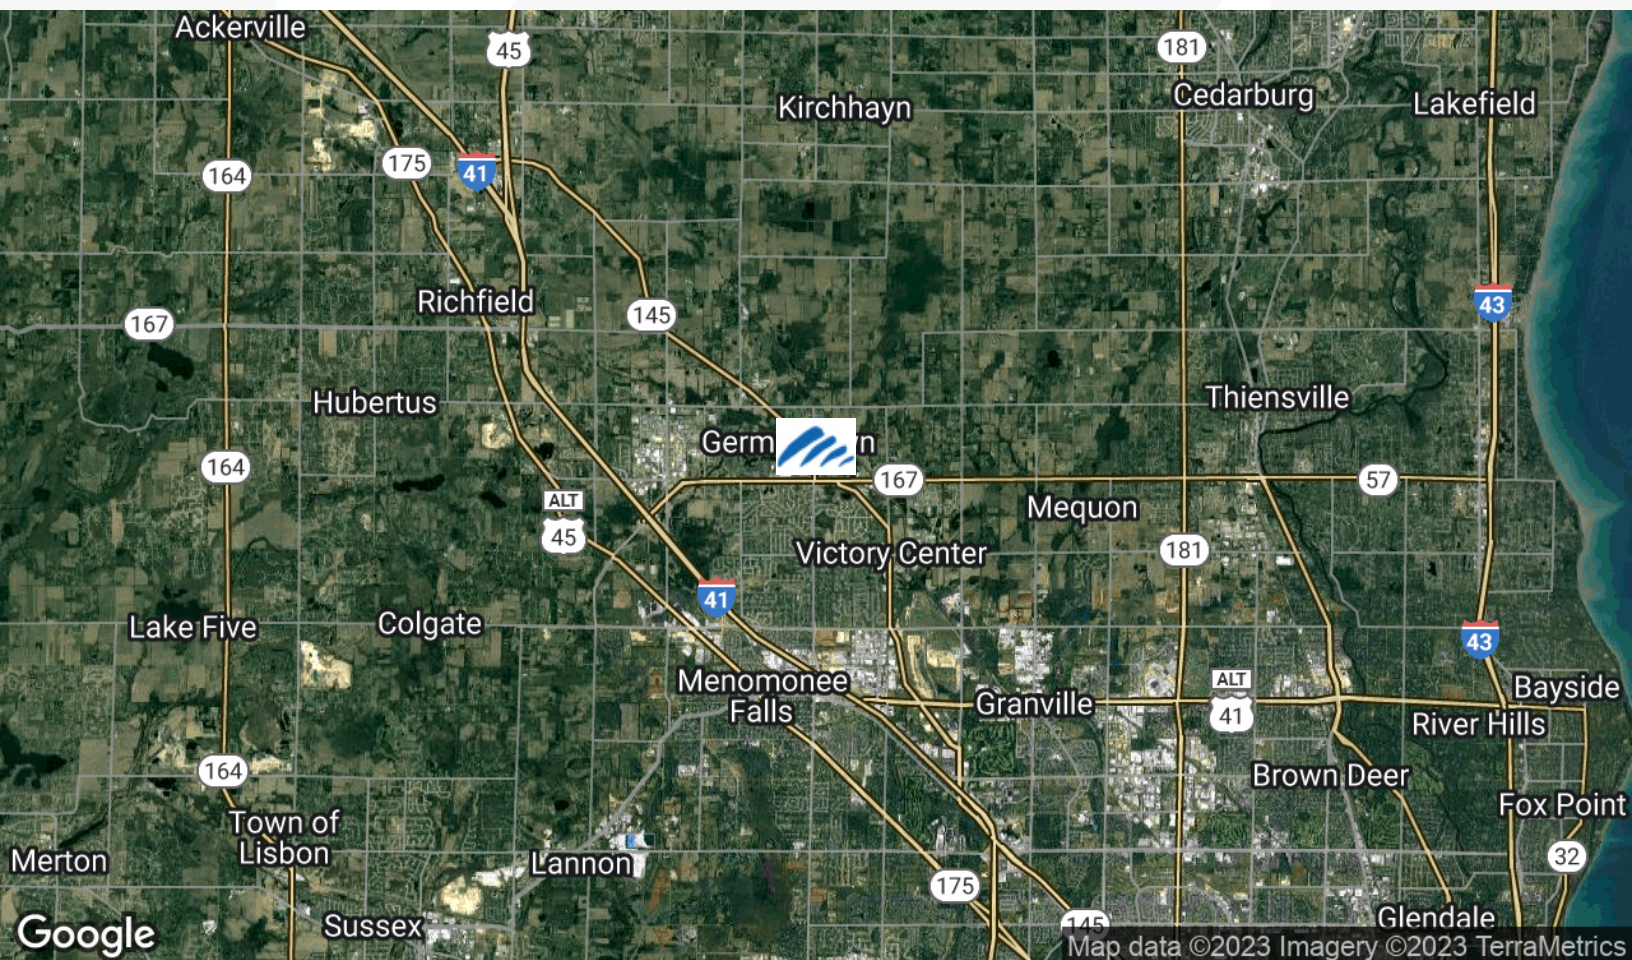 Ackerville
45
181
Cedarburg
Kirchhayn
Lakefield
175
41
164
Richfield
43
145
167
Hubertus
Thiensville
Germ
n
164
167
57
ALT
45
Mequon
Victory Center
181
41
Lake Five
Colgate
43
Menomonee
Falls
Granville
ALT
41
Bayside
River Hills
164
Brown Deer
Fox Point
Town of
Lisbon
Merton
Lannon
32
175
Sussex
145
Glendale
Google
Map data ©2023 Imagery ©2023 TerraMetrics